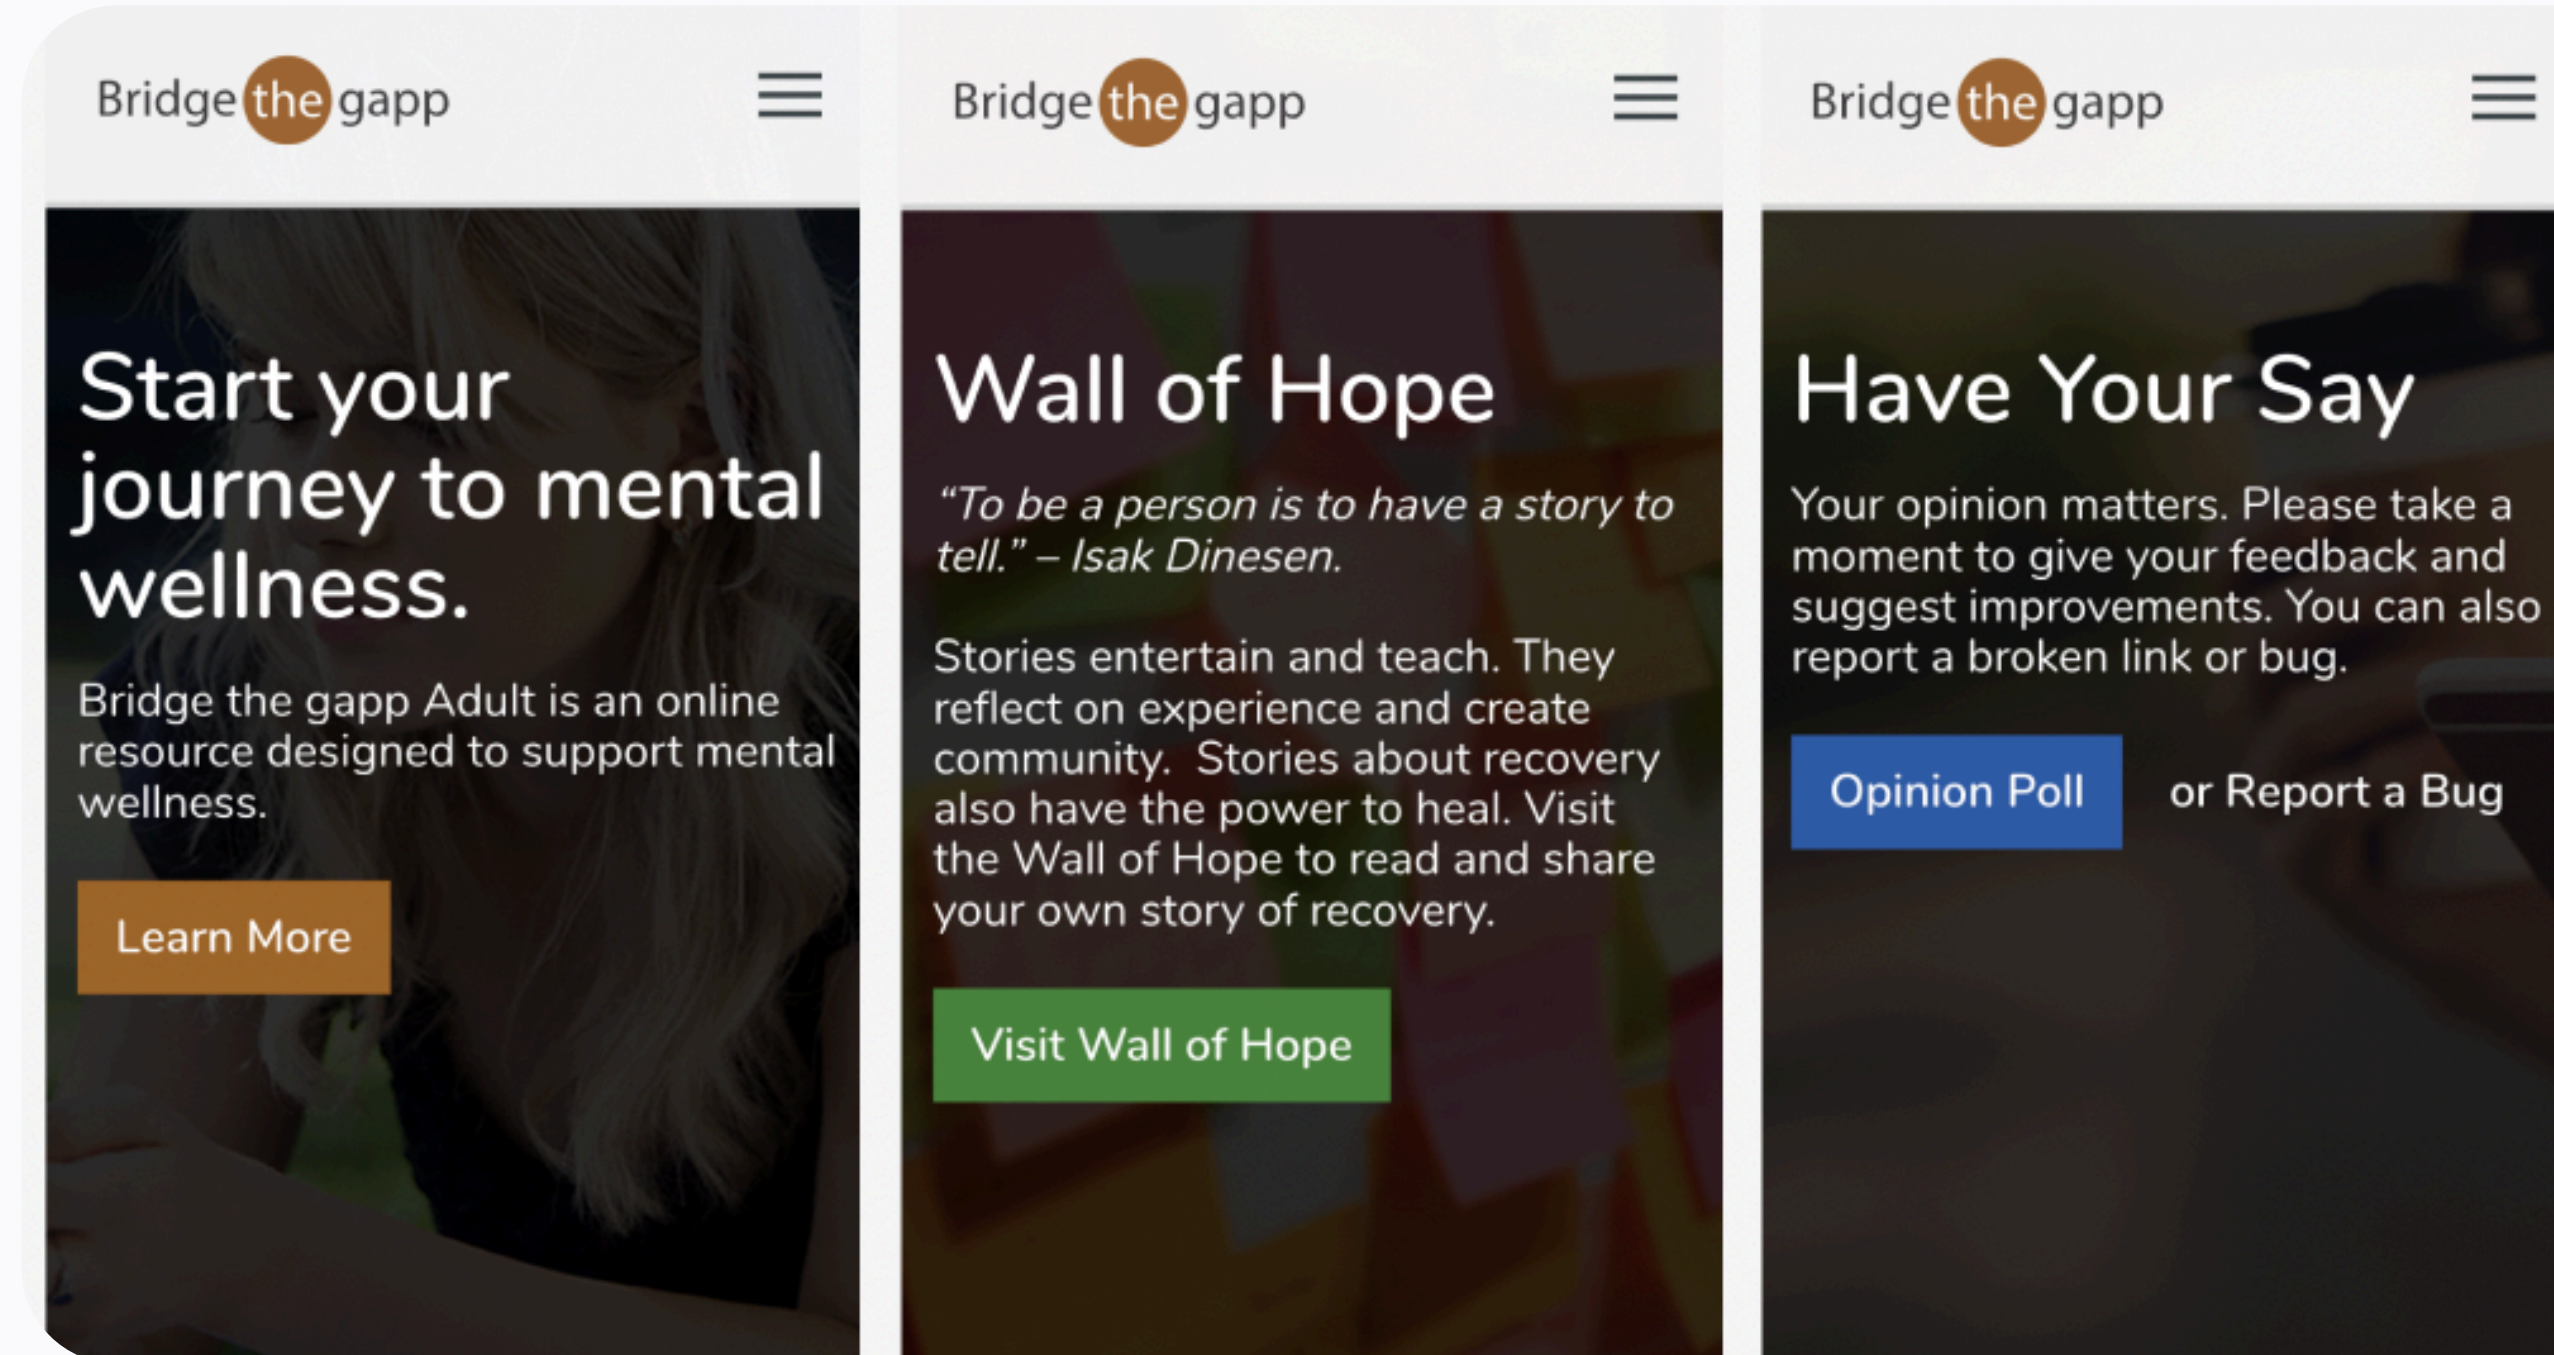 Bridge the gapp
Start your
journey to mental
wellness.
Bridge the gapp Adult is an online
resource designed to support mental
wellness.
Learn More
Bridge the gapp
Wall of Hope
“To be a person is to have a story to
tell.” – Isak Dinesen.
Stories entertain and teach. They
reflect on experience and create
community.  Stories about recovery
also have the power to heal. Visit
the Wall of Hope to read and share
your own story of recovery.
Visit Wall of Hope
Bridge the gapp
Have Your Say
Your opinion matters. Please take a
moment to give your feedback and
suggest improvements. You can also
report a broken link or bug.
Opinion Poll or Report a Bug